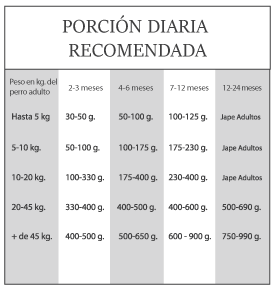 PORCIÓN DIARIA
RECOMENDADA
Peso en kg. del
perro adulto
2-3 meses 4-6 meses 7-12 meses 12-24 meses
Hasta 5 kg 30-50 g. 50-100 g. 100-125 g. Jape Adultos
5-10 kg. 50-100 g. 100-175 g. 175-230 g. Jape Adultos
10-20 kg. 100-330 g. 175-400 g. 230-400 g. Jape Adultos
20-45 kg. 330-400 g. 400-500 g. 400-600 g. 500-690 g.
+ de 45 kg. 400-500 g. 500-650 g. 600 - 900 g. 750-990 g.